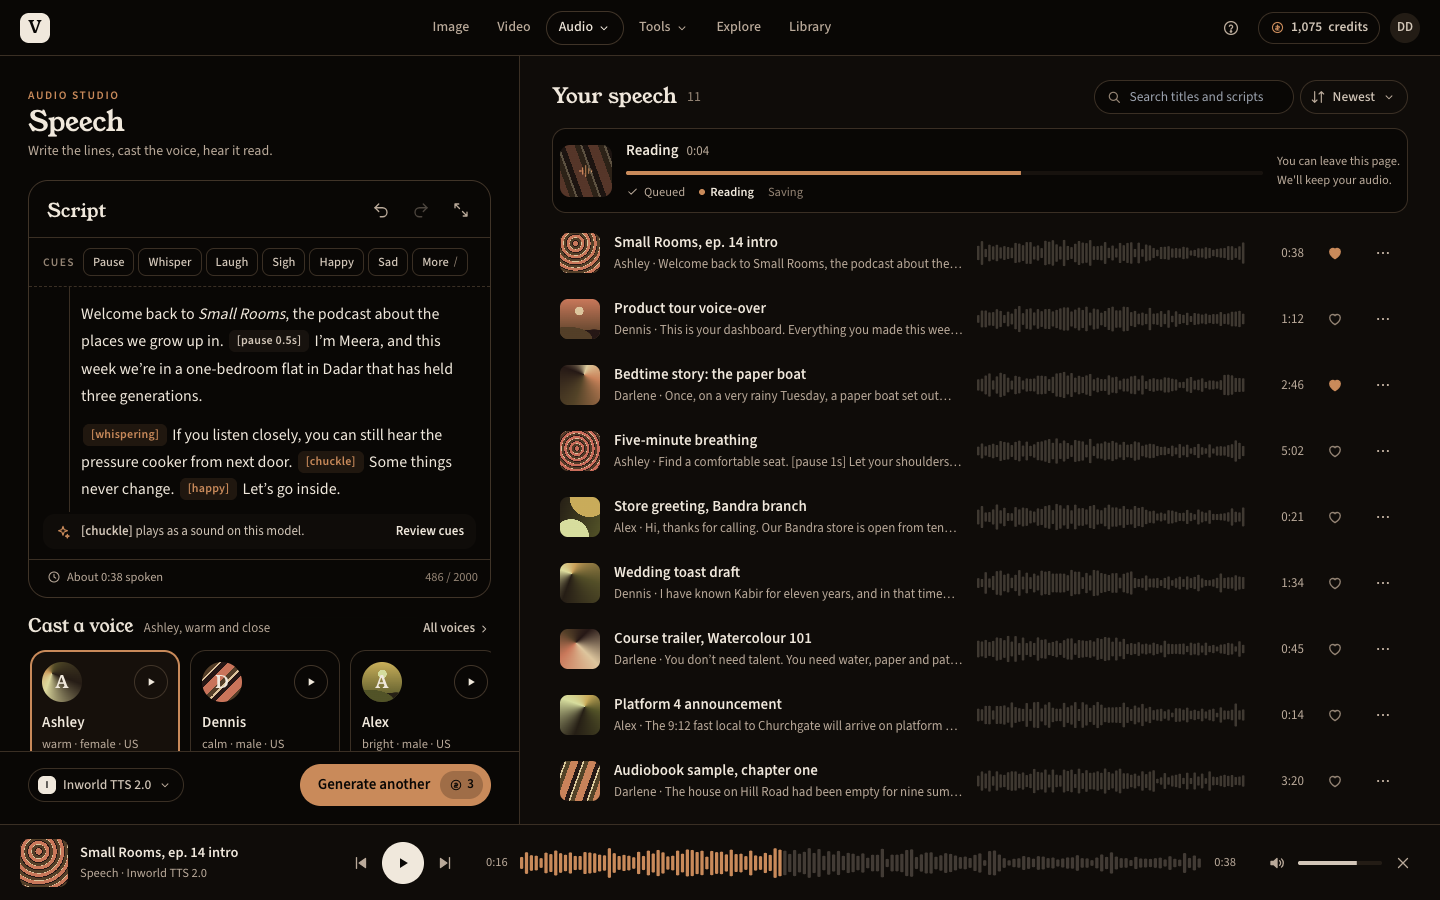 V
Image
Video
Audio
Tools
Explore
Library
1,075 credits
DD
AUDIO STUDIO
Speech
Write the lines, cast the voice, hear it read.
Script
CUES
Pause
Whisper
Laugh
Sigh
Happy
Sad
More /
Welcome back to Small Rooms, the podcast about the
places we grow up in. [pause 0.5s] I’m Meera, and this
week we’re in a one-bedroom flat in Dadar that has held
three generations.
[whispering] If you listen closely, you can still hear the
pressure cooker from next door. [chuckle] Some things
never change. [happy] Let’s go inside.
[chuckle] plays as a sound on this model.
Review cues
About 0:38 spoken
486 / 2000
Cast a voice
Ashley, warm and close
All voices
A
Ashley
warm · female · US
D
Dennis
calm · male · US
A
Alex
bright · male · US
I
Inworld TTS 2.0
Generate another
3
Your speech 11
Search titles and scripts
Newest
Reading 0:04
Queued
Reading
Saving
You can leave this page.
We'll keep your audio.
Small Rooms, ep. 14 intro
Ashley · Welcome back to Small Rooms, the podcast about the…
0:38
Product tour voice-over
Dennis · This is your dashboard. Everything you made this wee…
1:12
Bedtime story: the paper boat
Darlene · Once, on a very rainy Tuesday, a paper boat set out…
2:46
Five-minute breathing
Ashley · Find a comfortable seat. [pause 1s] Let your shoulders…
5:02
Store greeting, Bandra branch
Alex · Hi, thanks for calling. Our Bandra store is open from ten…
0:21
Wedding toast draft
Dennis · I have known Kabir for eleven years, and in that time…
1:34
Course trailer, Watercolour 101
Darlene · You don’t need talent. You need water, paper and pat…
0:45
Platform 4 announcement
Alex · The 9:12 fast local to Churchgate will arrive on platform …
0:14
Audiobook sample, chapter one
Darlene · The house on Hill Road had been empty for nine sum…
3:20
Small Rooms, ep. 14 intro
Speech · Inworld TTS 2.0
0:16
0:38